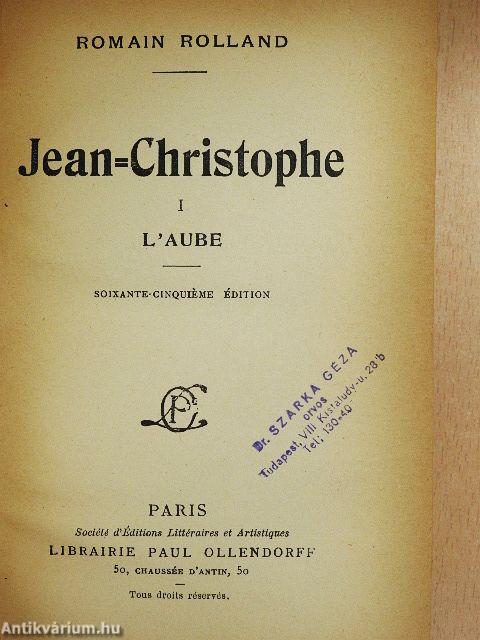 ROMAIN ROLLAND
Jean=Christophe
I
L'AUBE
SOIXANTE-CINQUIÈME ÉDITION
Dr. SZARKA GÉZA
orvos
Budapest, VIII Kisfaludy-u. 28/b
Tel.: 130-40
PARIS
Société d'Éditions Littéraires et Artistiques
LIBRAIRIE PAUL OLLENDORFF
50, CHAUSSÉE D'ANTIN, 50
Tous droits réservés.
Antikvárium.hu